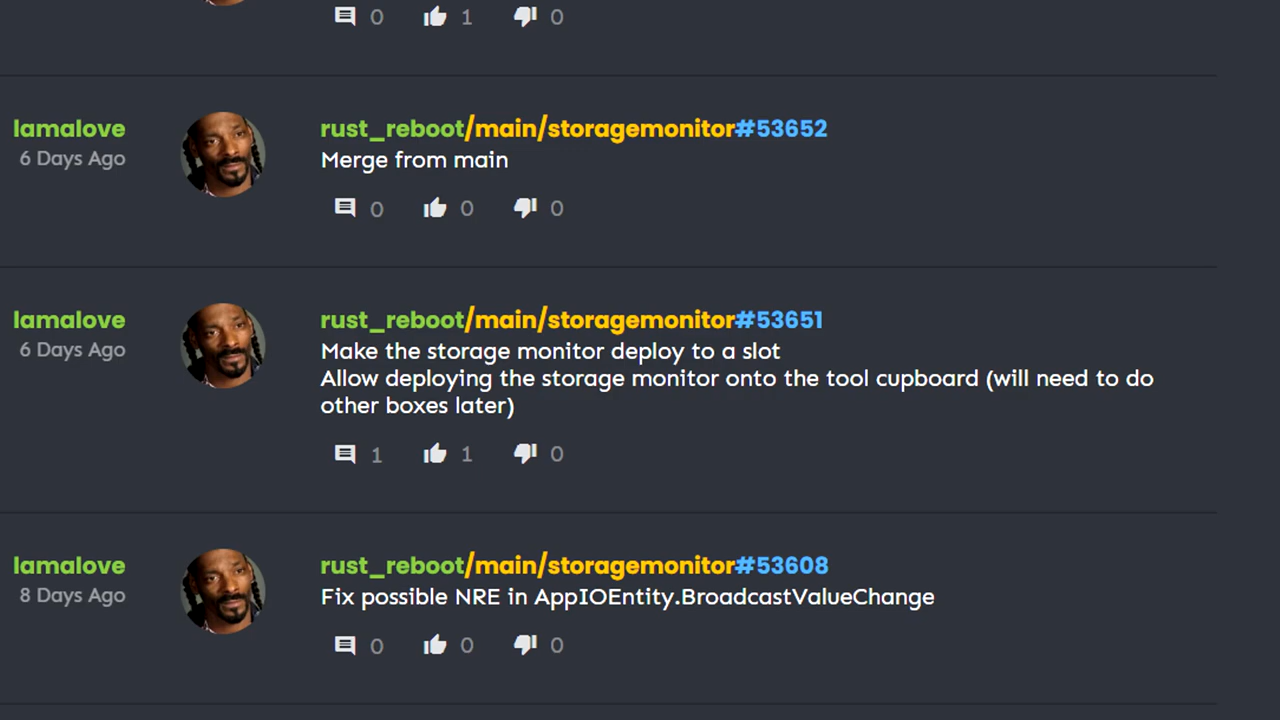 0 1 0
lamalove
6 Days Ago
rust_reboot/main/storagemonitor#53652
Merge from main
0 0 0
lamalove
6 Days Ago
rust_reboot/main/storagemonitor#53651
Make the storage monitor deploy to a slot
Allow deploying the storage monitor onto the tool cupboard (will need to do
other boxes later)
1 1 0
lamalove
8 Days Ago
rust_reboot/main/storagemonitor#53608
Fix possible NRE in AppIOEntity.BroadcastValueChange
0 0 0